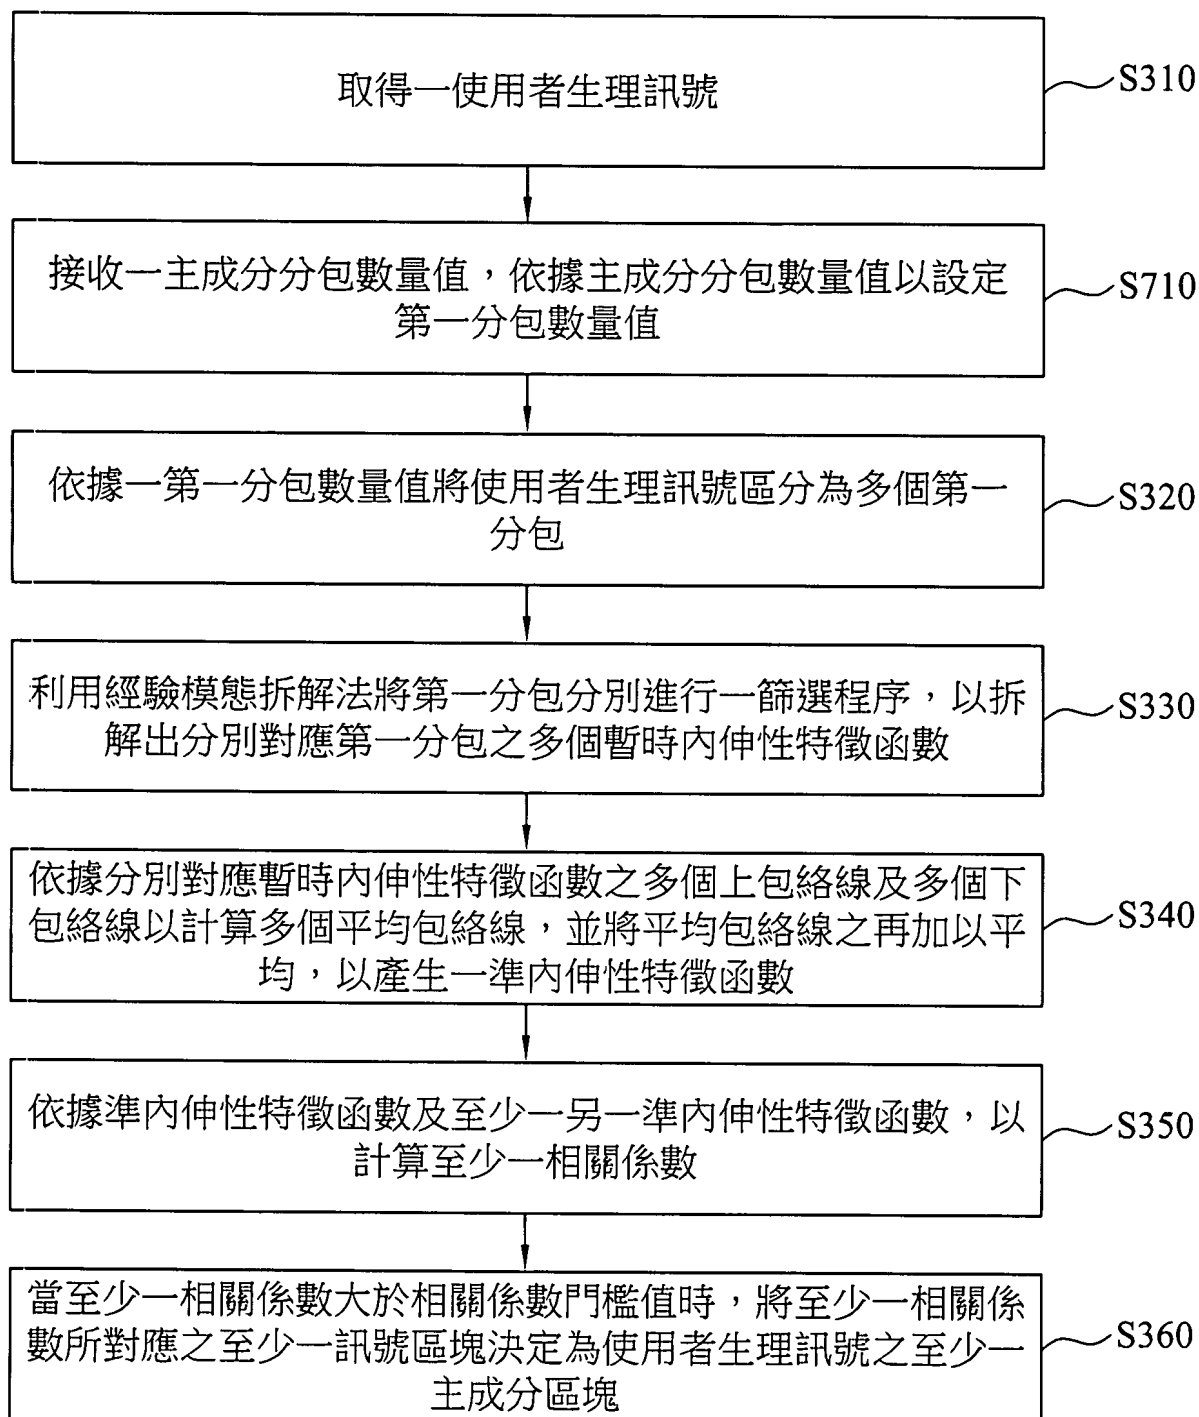 取得一使用者生理訊號
S310
接收一主成分分包數量值，依據主成分分包數量值以設定
第一分包數量值
S710
依據一第一分包數量值將使用者生理訊號區分為多個第一
分包
S320
利用經驗模態拆解法將第一分包分別進行一篩選程序，以拆
解出分別對應第一分包之多個暫時內伸性特徵函數
S330
依據分別對應暫時內伸性特徵函數之多個上包絡線及多個下
包絡線以計算多個平均包絡線，並將平均包絡線之再加以平
均，以產生一準內伸性特徵函數
S340
依據準內伸性特徵函數及至少一另一準內伸性特徵函數，以
計算至少一相關係數
S350
當至少一相關係數大於相關係數門檻值時，將至少一相關係
數所對應之至少一訊號區塊決定為使用者生理訊號之至少一
主成分區塊
S360